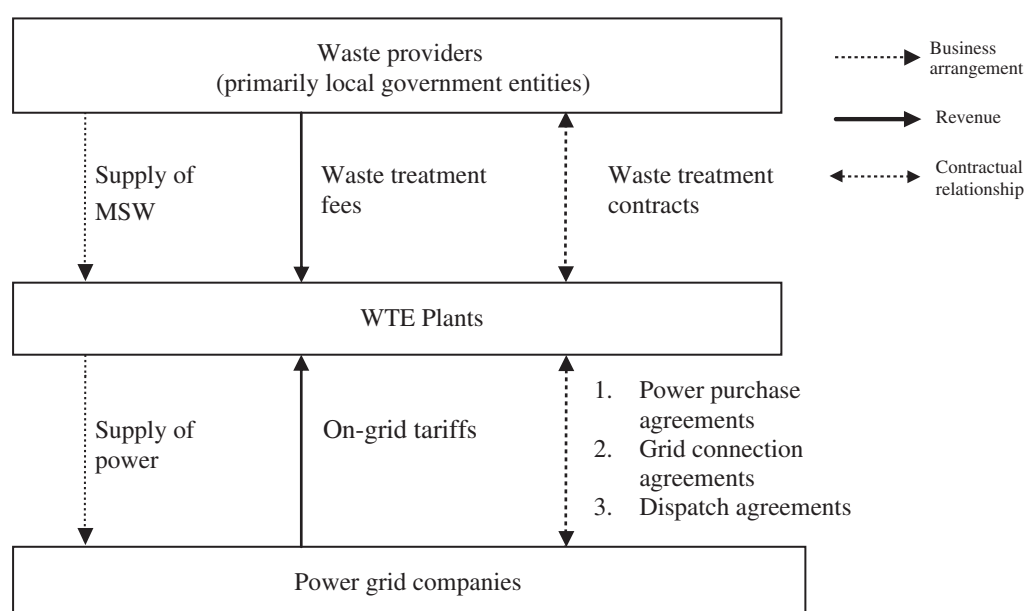 Waste providers
(primarily local government entities)
Business
arrangement
Revenue
Contractual
relationship
Supply of
MSW
Waste treatment
fees
Waste treatment
contracts
WTE Plants
Supply of
power
On-grid tariffs
1. Power purchase
agreements
2. Grid connection
agreements
3. Dispatch agreements
Power grid companies